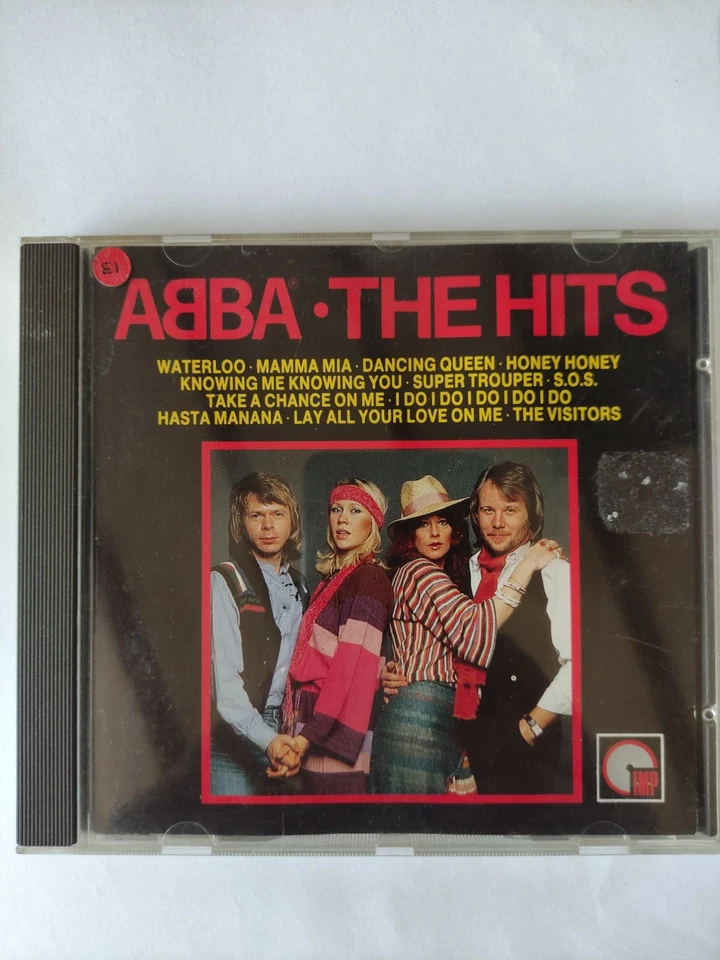 13
ABBA® · THE HITS
WATERLOO · MAMMA MIA · DANCING QUEEN · HONEY HONEY
KNOWING ME KNOWING YOU · SUPER TROUPER · S.O.S.
TAKE A CHANCE ON ME · I DO I DO I DO I DO I DO
HASTA MANANA · LAY ALL YOUR LOVE ON ME · THE VISITORS